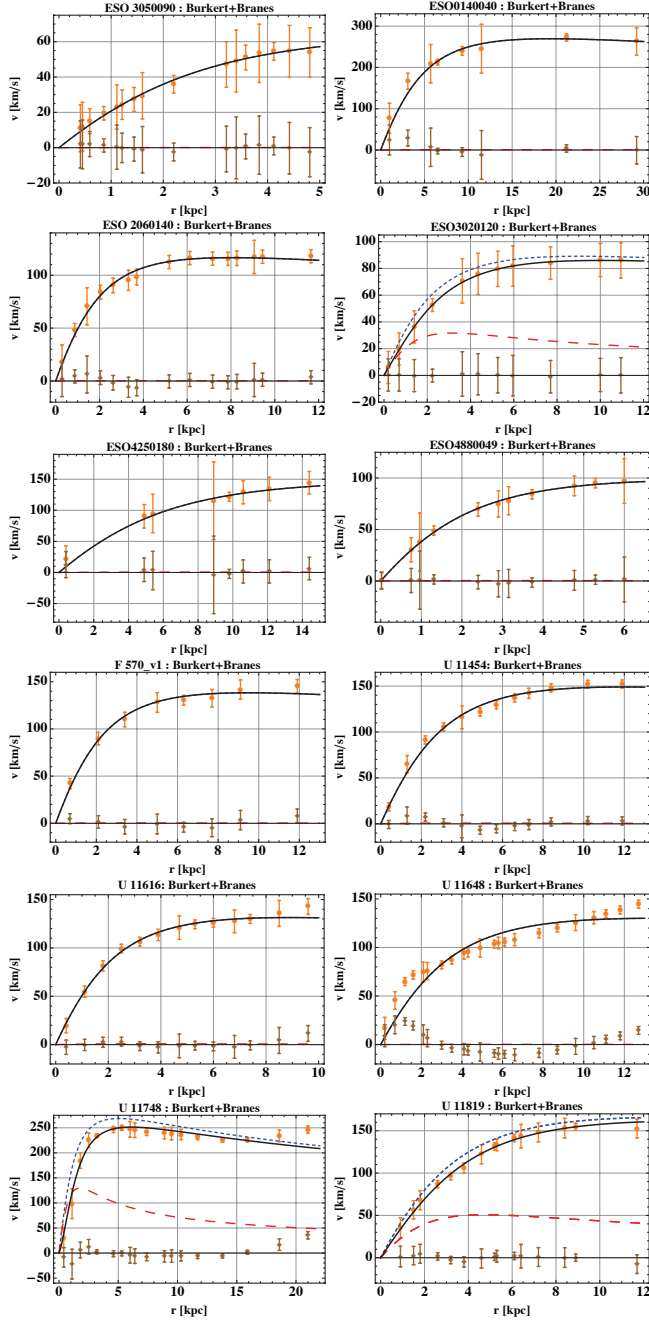 ESO 3050090 : Burkert+Branes
v [km/s]
60
40
20
0
−20
0 1 2 3 4 5
r [kpc]
ESO0140040 : Burkert+Branes
v [km/s]
300
200
100
0
0 5 10 15 20 25 30
r [kpc]
ESO 2060140 : Burkert+Branes
v [km/s]
100
50
0
0 2 4 6 8 10 12
r [kpc]
ESO3020120 : Burkert+Branes
v [km/s]
100
80
60
40
20
0
20
0 2 4 6 8 10 12
r [kpc]
ESO4250180 : Burkert+Branes
v [km/s]
150
100
50
0
−50
0 2 4 6 8 10 12 14
r [kpc]
ESO4880049 : Burkert+Branes
v [km/s]
100
50
0
0 1 2 3 4 5 6
r [kpc]
F 570_v1 : Burkert+Branes
v [km/s]
150
100
50
0
0 2 4 6 8 10 12
r [kpc]
U 11454: Burkert+Branes
v [km/s]
150
100
50
0
0 2 4 6 8 10 12
r [kpc]
U 11616: Burkert+Branes
v [km/s]
150
100
50
0
0 2 4 6 8 10
r [kpc]
U 11648: Burkert+Branes
v [km/s]
150
100
50
0
0 2 4 6 8 10 12
r [kpc]
U 11748 : Burkert+Branes
v [km/s]
250
200
150
100
50
0
−50
0 5 10 15 20
r [kpc]
U 11819 : Burkert+Branes
v [km/s]
150
100
50
0
0 2 4 6 8 10 12
r [kpc]